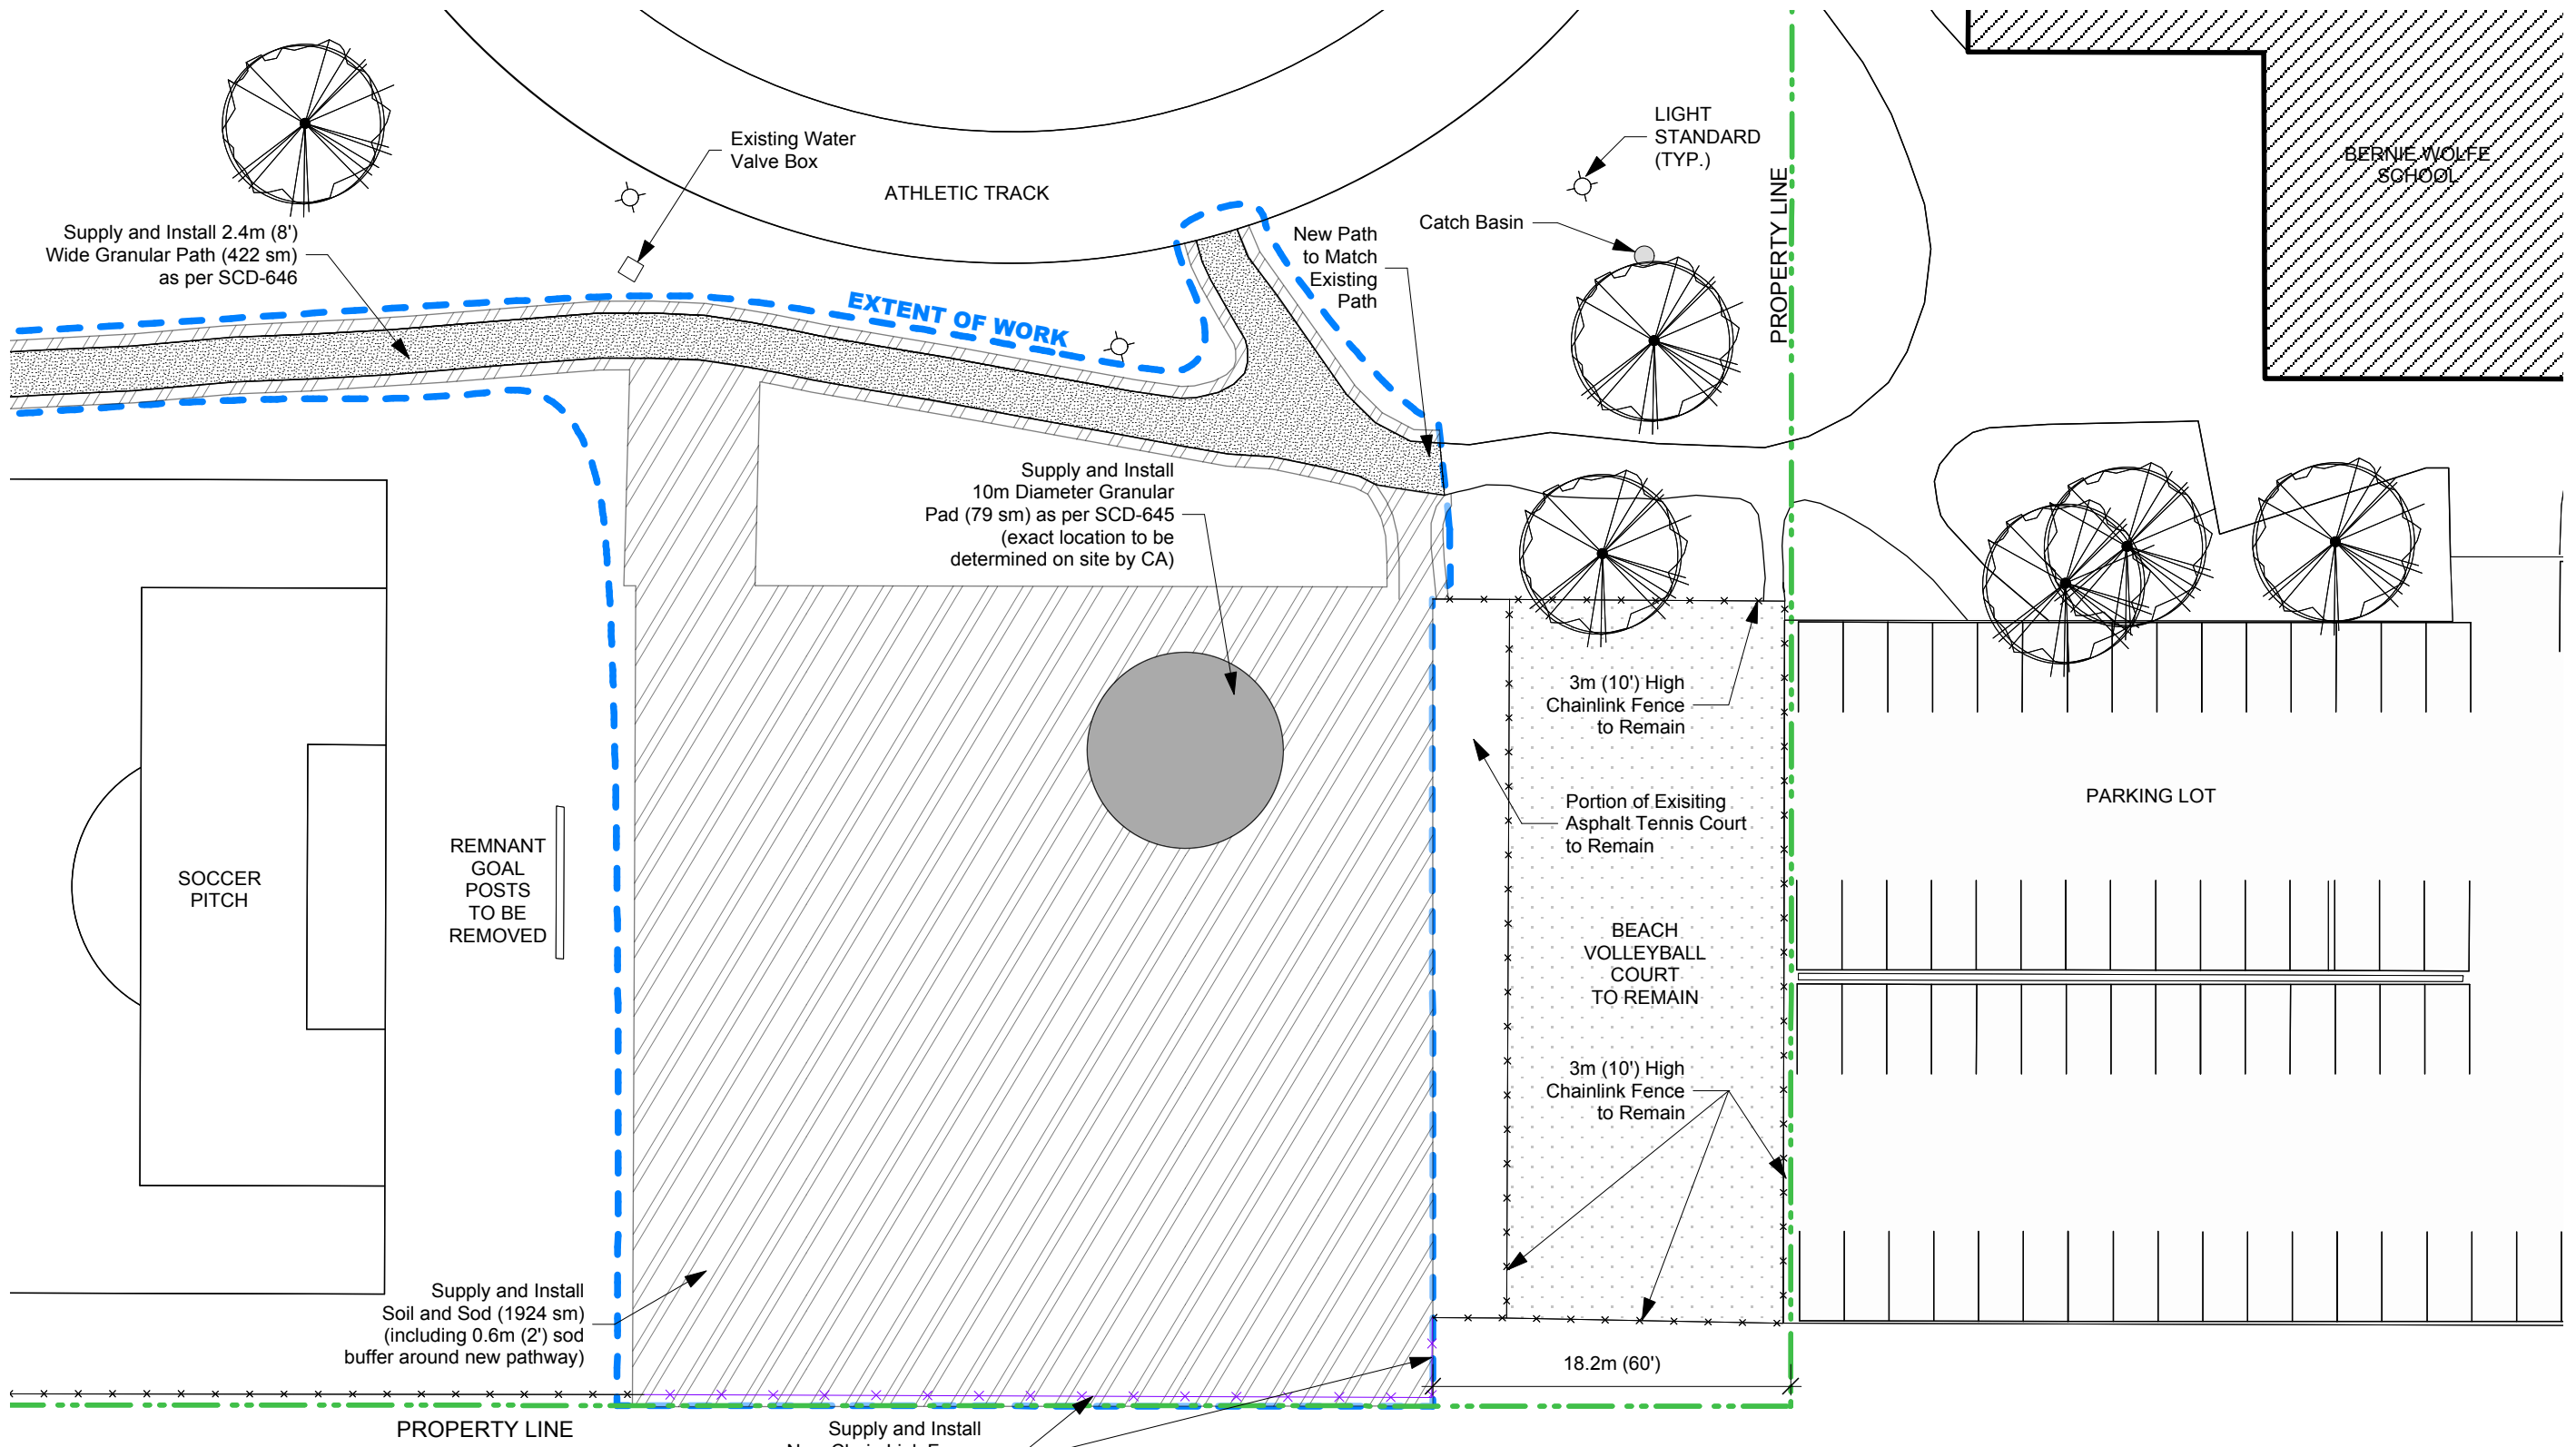 LIGHT
STANDARD
(TYP.)
Existing Water
Valve Box
BERNIE WOLFE
SCHOOL
ATHLETIC TRACK
PROPERTY LINE
Supply and Install 2.4m (8')
Wide Granular Path (422 sm)
as per SCD-646
Catch Basin
New Path
to Match
Existing
Path
EXTENT OF WORK
Supply and Install
10m Diameter Granular
Pad (79 sm) as per SCD-645
(exact location to be
determined on site by CA)
3m (10') High
Chainlink Fence
to Remain
Portion of Exisiting
Asphalt Tennis Court
to Remain
PARKING LOT
REMNANT
GOAL
POSTS
TO BE
REMOVED
SOCCER
PITCH
BEACH
VOLLEYBALL
COURT
TO REMAIN
3m (10') High
Chainlink Fence
to Remain
Supply and Install
Soil and Sod (1924 sm)
(including 0.6m (2') sod
buffer around new pathway)
18.2m (60')
PROPERTY LINE
Supply and Install